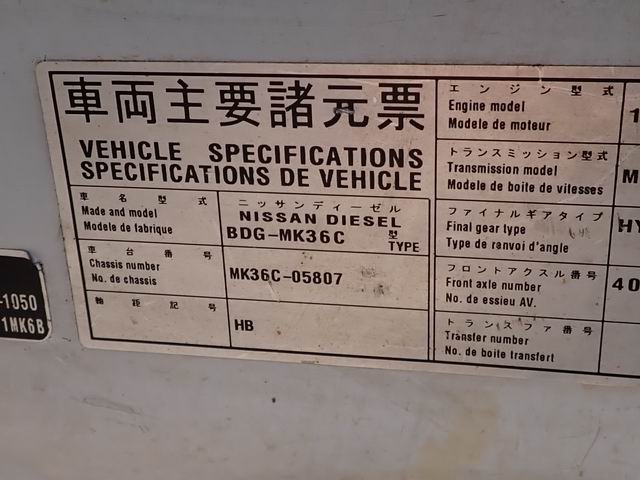 車両主要諸元票
VEHICLE SPECIFICATIONS
SPECIFICATIONS DE VEHICLE
車名型式
Made and model
Modele de fabrique
ニッサンディーゼル
NISSAN DIESEL
BDG-MK36C 型
TYPE
車台番号
Chassis number
No. de chassis
MK36C-05807
軸距記号
HB
エンジン型式
Engine model
Modele de moteur
1
トランスミッション型式
Transmission model
Modele de boite de vitesses
M
ファイナルギアタイプ
Final gear type
Type de ranvoi d'angle
HY
フロントアクスル番号
Front axle number
No. de essieu AV.
40
トランスファ番号
Transfer number
No. de boite transfert
-1050
1MK6B